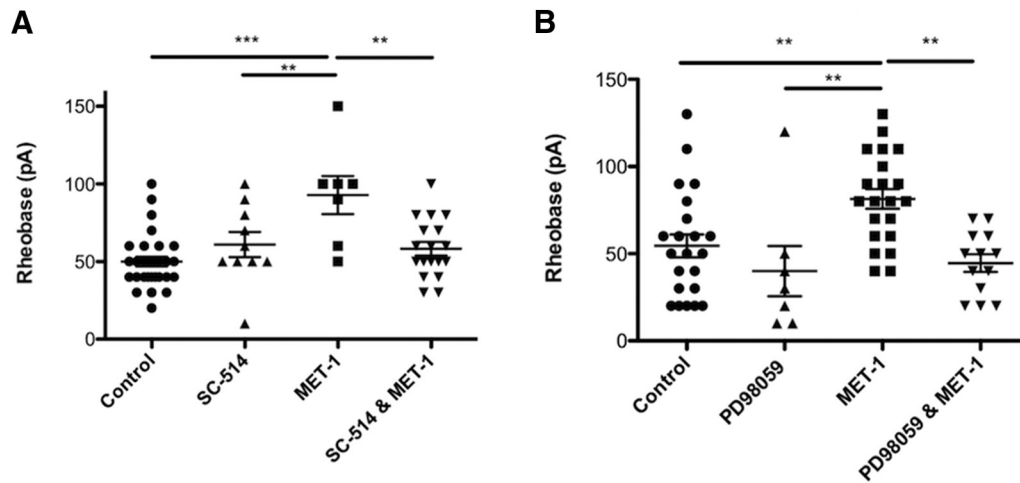 A
***
**
**
Rheobase (pA)
150
100
50
0
Control
SC-514
MET-1
SC-514 & MET-1
B
**
**
**
Rheobase (pA)
150
100
50
0
Control
PD98059
MET-1
PD98059 & MET-1